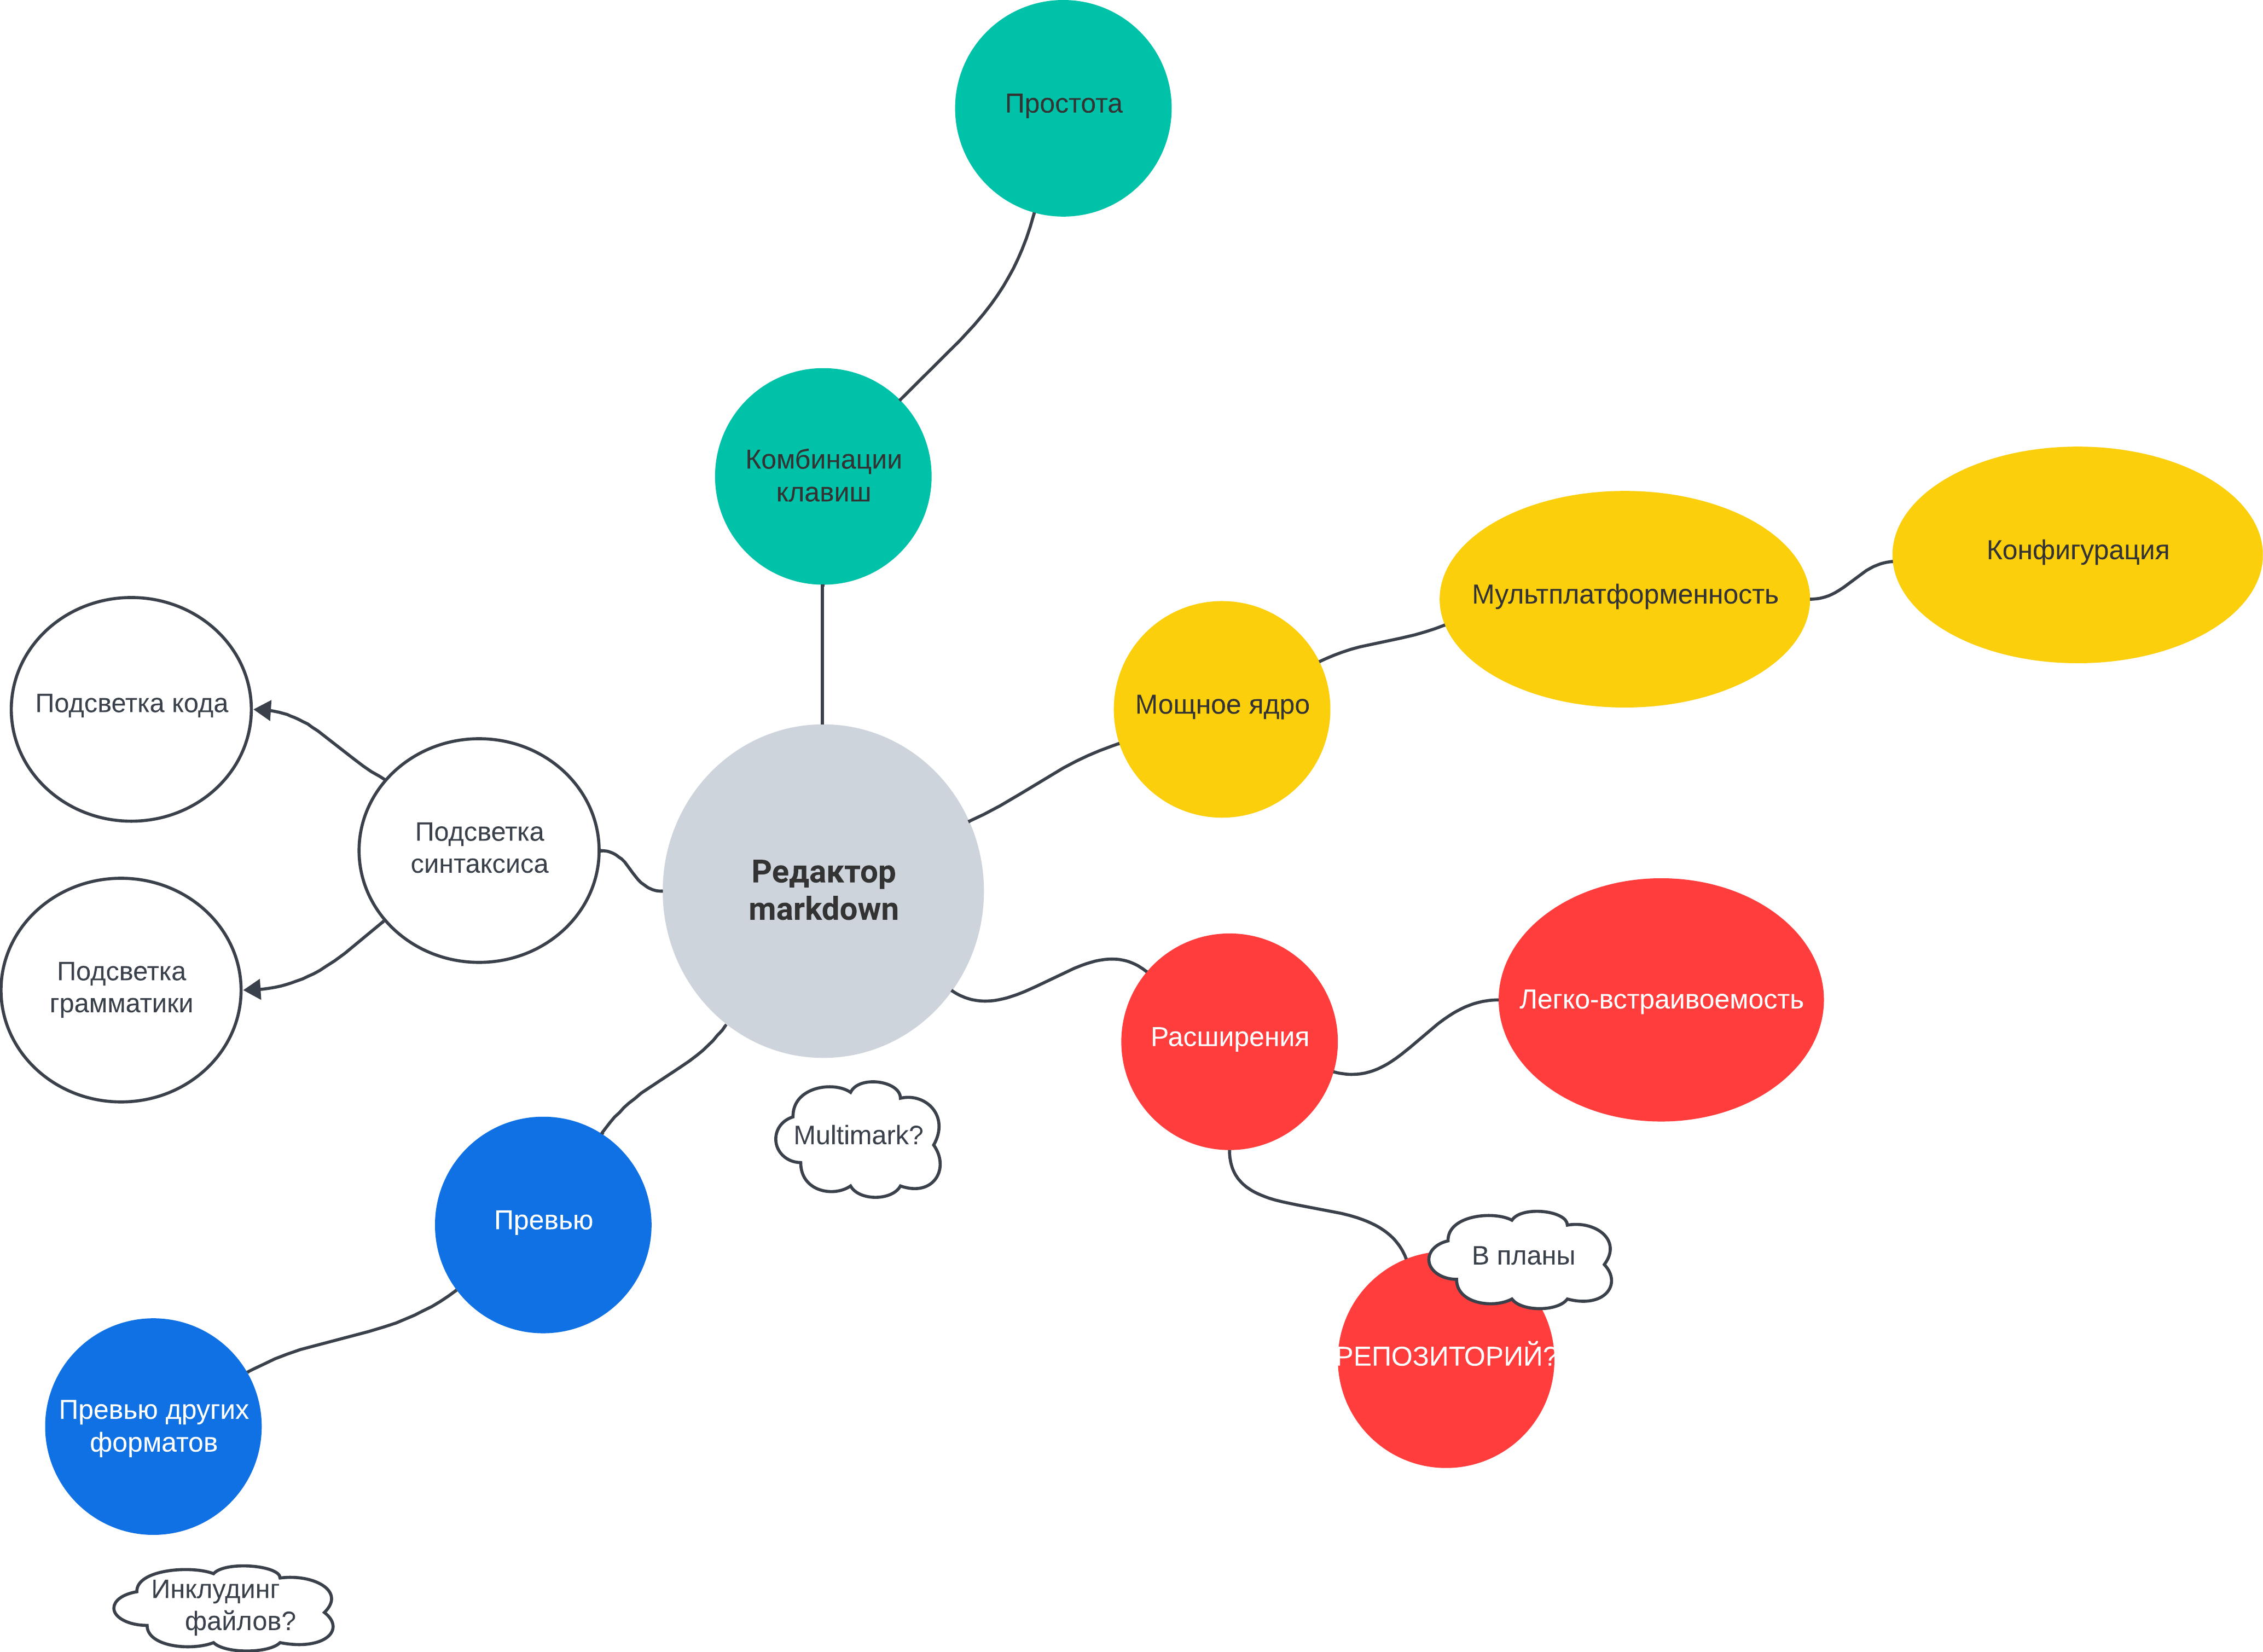 Простота
Комбинации
клавиш
Конфигурация
Мультплатформенность
Мощное ядро
Подсветка кода
Подсветка
синтаксиса
Редактор
markdown
Подсветка
грамматики
Легко-встраивоемость
Расширения
Multimark?
Превью
В планы
РЕПОЗИТОРИЙ?
Превью других
форматов
Инклудинг
файлов?